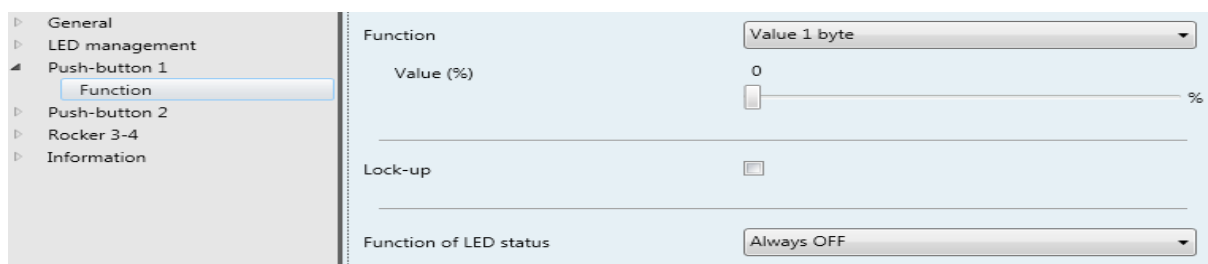 General
LED management
Push-button 1
Function
Push-button 2
Rocker 3-4
Information
Function
Value 1 byte
Value (%)
0
%
Lock-up
Function of LED status
Always OFF